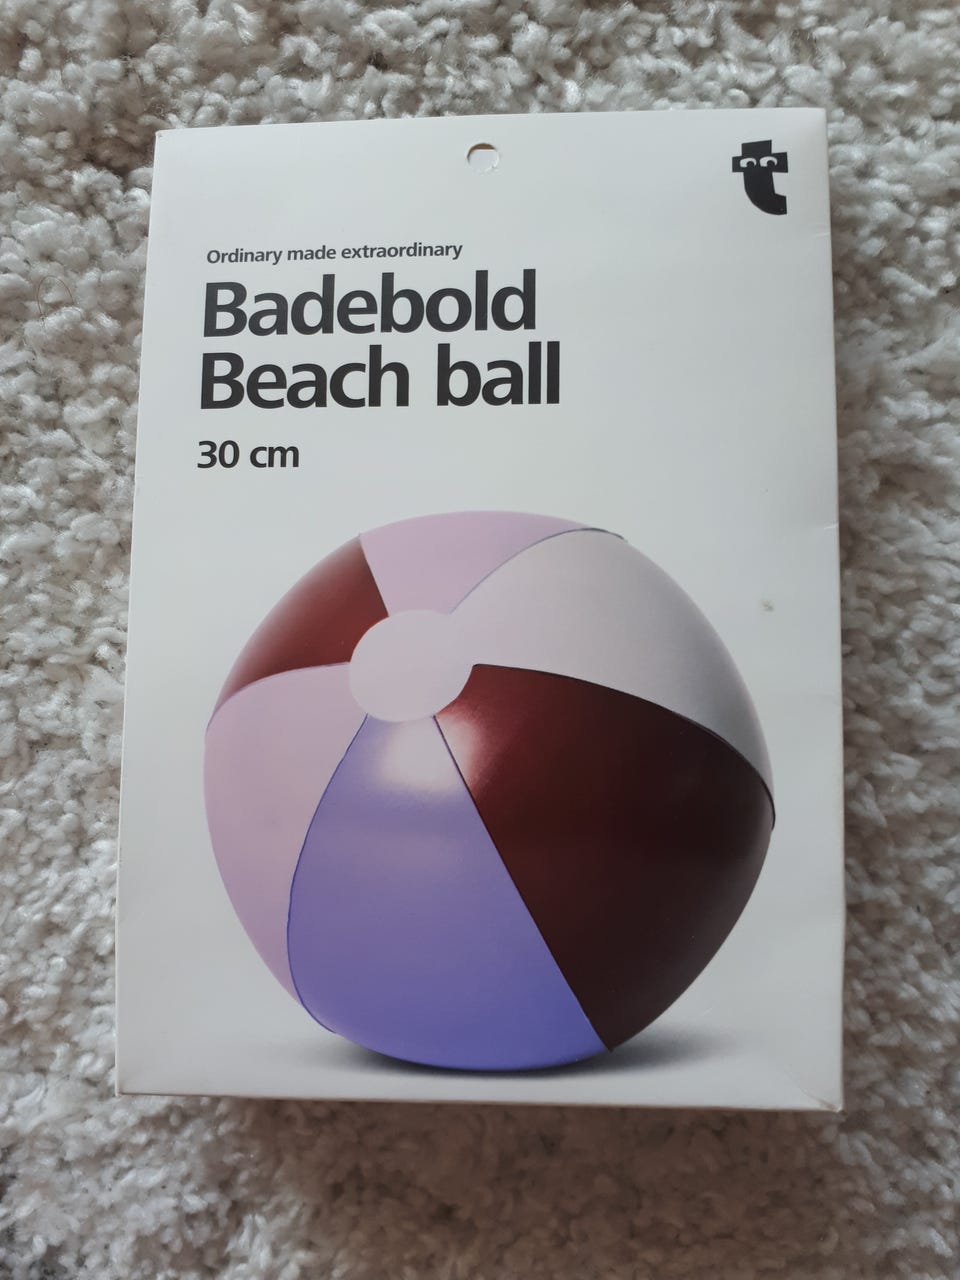 Ordinary made extraordinary
Badebold
Beach ball
30 cm